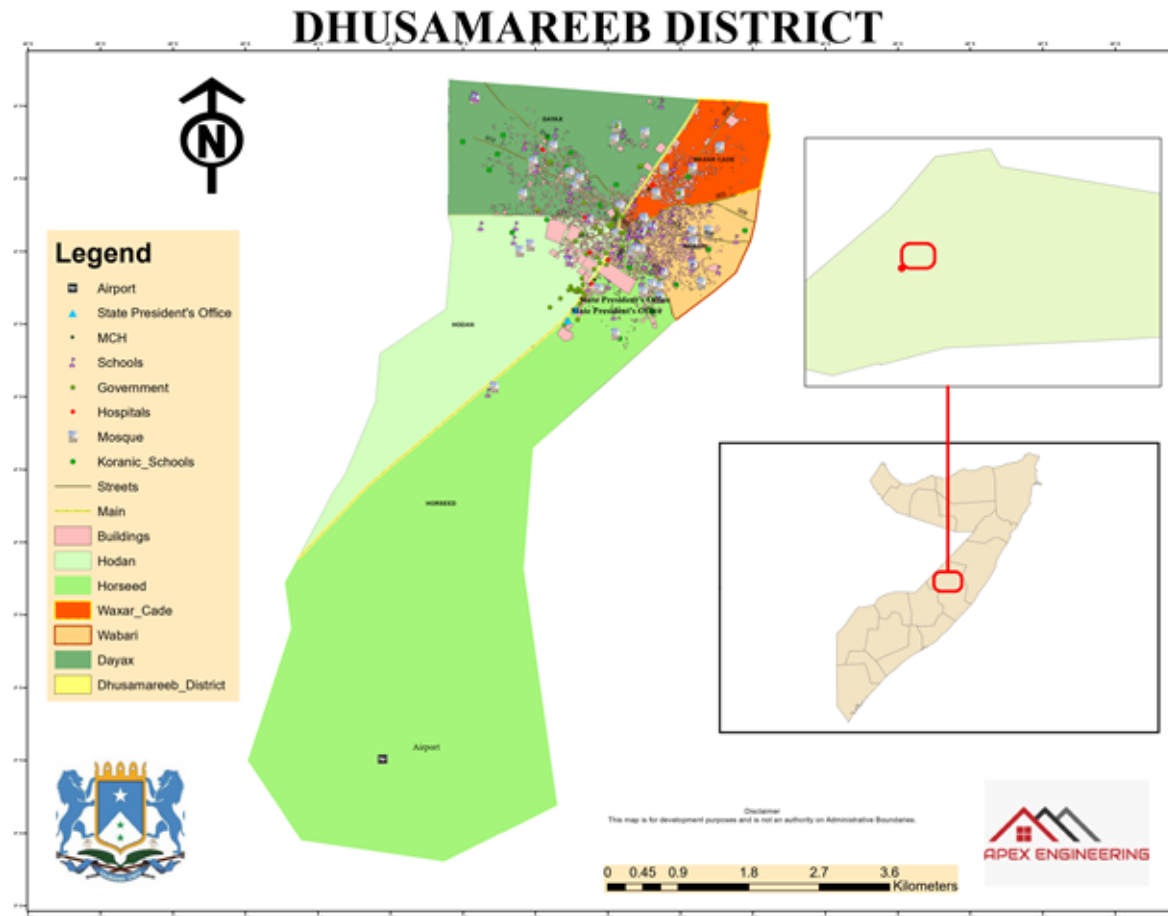 DHUSAMAREEB DISTRICT
N
DAYAX
WAXAR CADE
WABARI
State President's Office
State President's Office
HODAN
HORSEED
Airport
Legend
Airport
State President's Office
MCH
Schools
Government
Hospitals
Mosque
Koranic_Schools
Streets
Main
Buildings
Hodan
Horseed
Waxar_Cade
Wabari
Dayax
Dhusamareeb_District
Disclaimer
This map is for development purposes and is not an authority on Administrative Boundaries.
0 0.45 0.9 1.8 2.7 3.6
Kilometers
APEX ENGINEERING